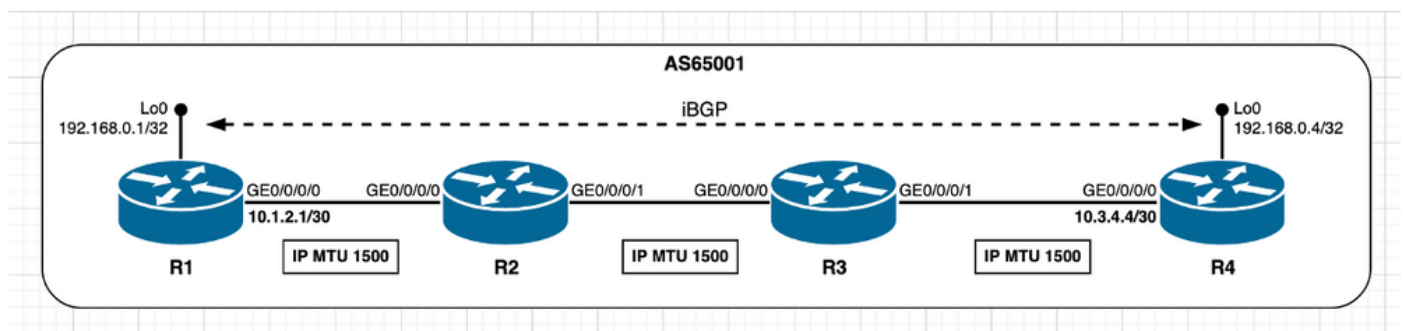 AS65001
iBGP
Lo0
192.168.0.1/32
Lo0
192.168.0.4/32
GE0/0/0/0
10.1.2.1/30
GE0/0/0/0
GE0/0/0/1
GE0/0/0/0
GE0/0/0/1
GE0/0/0/0
10.3.4.4/30
IP MTU 1500
IP MTU 1500
IP MTU 1500
R1
R2
R3
R4